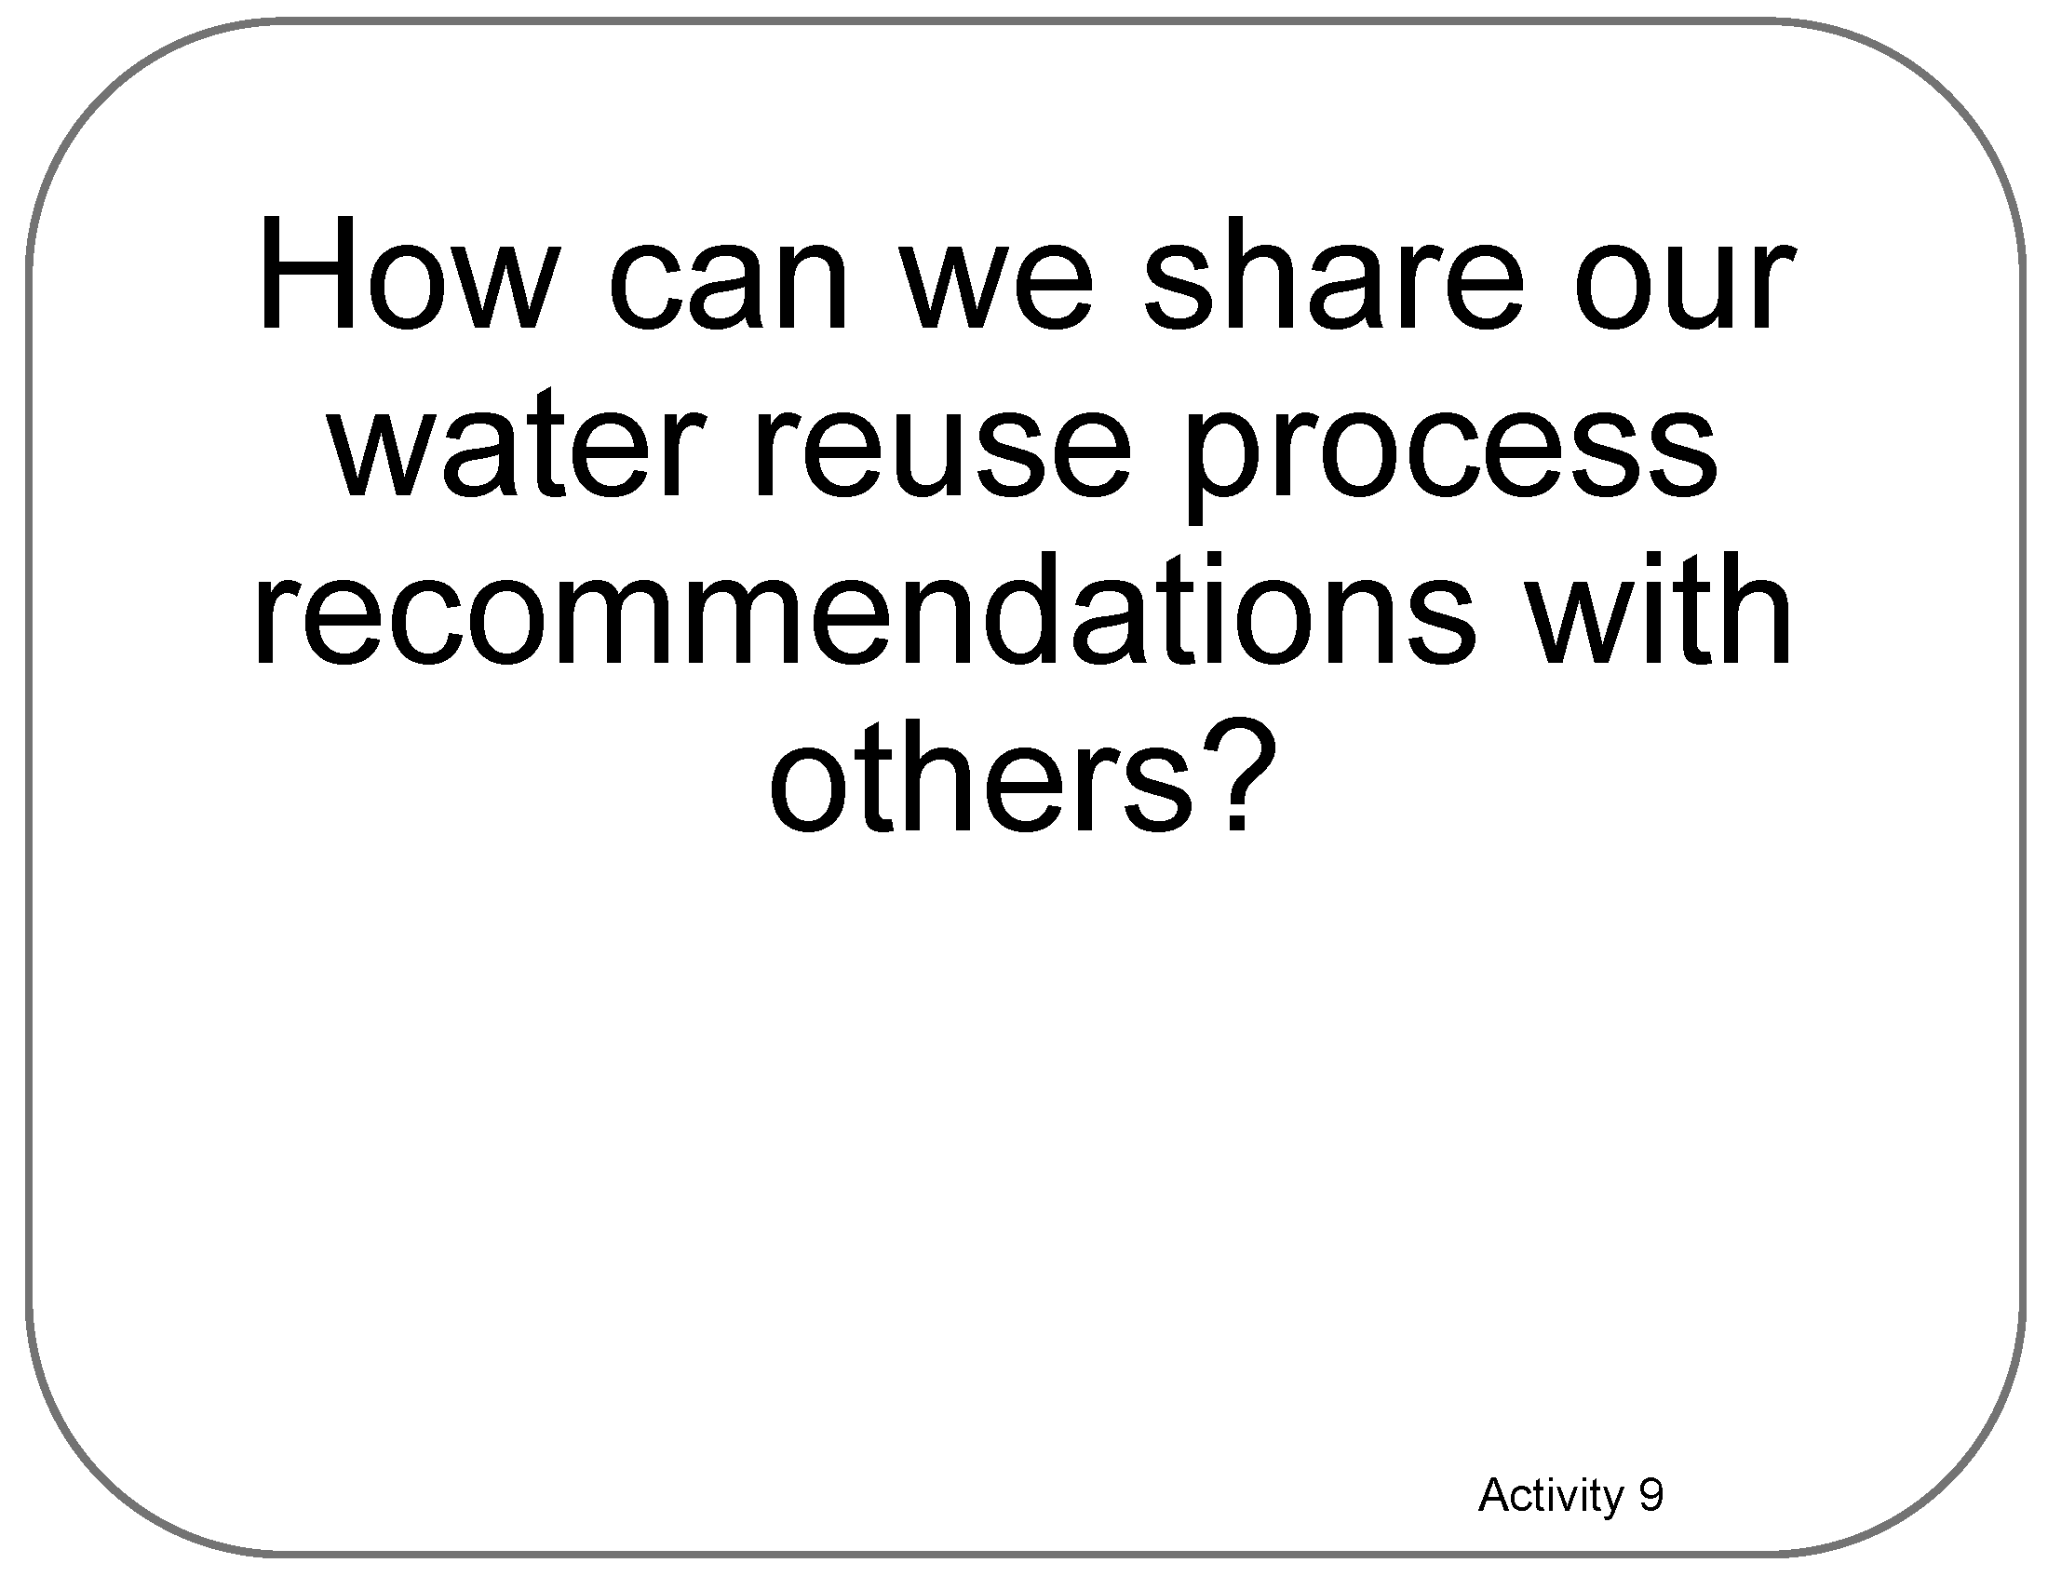 How can we share our
water reuse process
recommendations with
others?
Activity 9